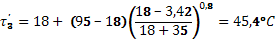 τ₃' = 18 + (95 − 18)((18 − 3,42)/(18 + 35))^0,8 = 45,4°C